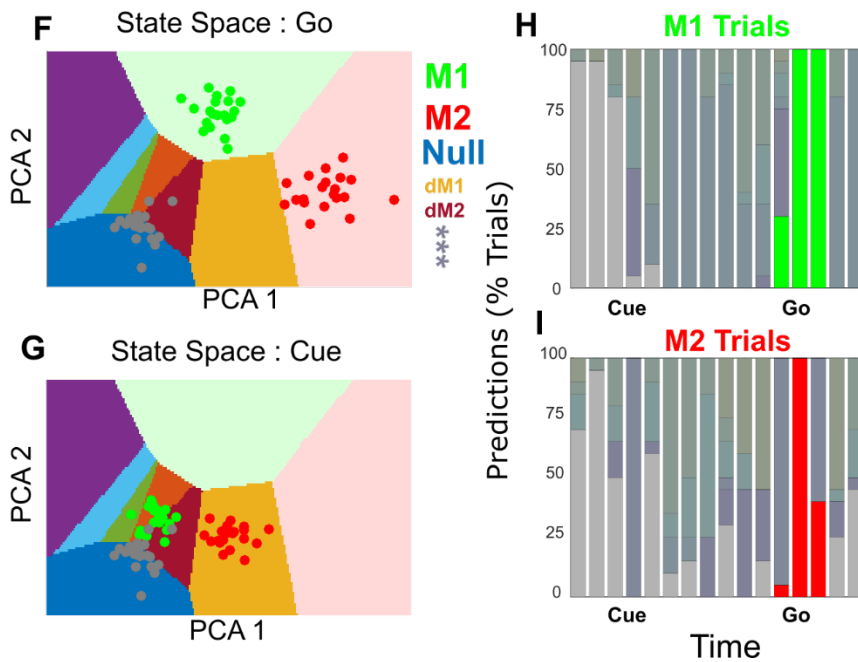 F
State Space : Go
PCA 2
PCA 1
M1
M2
Null
dM1
dM2
***
G
State Space : Cue
PCA 2
PCA 1
H
M1 Trials
100
75
50
25
0
Cue
Go
Predictions (% Trials)
I
M2 Trials
100
75
50
25
0
Cue
Go
Time